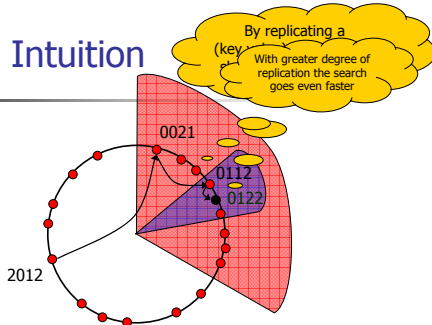 Intuition
By replicating a
(key
With greater degree of
replication the search
goes even faster
0021
0112
0122
2012